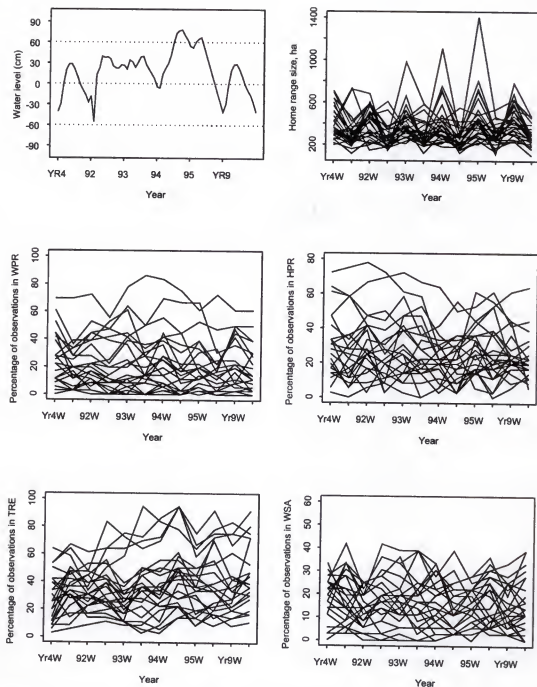 Water level (cm)
90
60
30
0
-30
-60
-90
YR4 92 93 94 95 YR9
Year
Home range size, ha
1400
1000
600
200
Yr4W 92W 93W 94W 95W Yr9W
Year
Percentage of observations in WPR
100
80
60
40
20
0
Yr4W 92W 93W 94W 95W Yr9W
Year
Percentage of observations in HPR
80
60
40
20
0
Yr4W 92W 93W 94W 95W Yr9W
Year
Percentage of observations in TRE
100
80
60
40
20
0
Yr4W 92W 93W 94W 95W Yr9W
Year
Percentage of observations in WSA
60
50
40
30
20
10
0
Yr4W 92W 93W 94W 95W Yr9W
Year